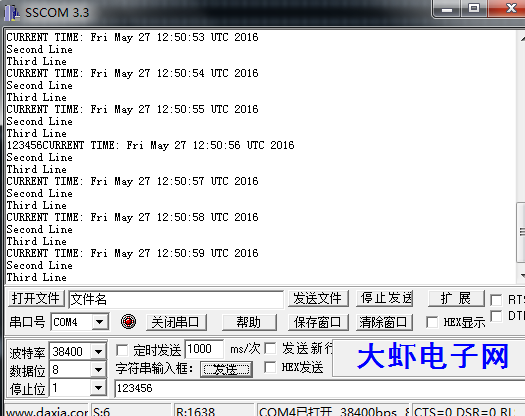 SSCOM 3.3
CURRENT TIME: Fri May 27 12:50:53 UTC 2016
Second Line
Third Line
CURRENT TIME: Fri May 27 12:50:54 UTC 2016
Second Line
Third Line
CURRENT TIME: Fri May 27 12:50:55 UTC 2016
Second Line
Third Line
123456CURRENT TIME: Fri May 27 12:50:56 UTC 2016
Second Line
Third Line
CURRENT TIME: Fri May 27 12:50:57 UTC 2016
Second Line
Third Line
CURRENT TIME: Fri May 27 12:50:58 UTC 2016
Second Line
Third Line
CURRENT TIME: Fri May 27 12:50:59 UTC 2016
Second Line
Third Line
打开文件 文件名 发送文件 停止发送 扩 展 RTS
串口号 COM4 关闭串口 帮助 保存窗口 清除窗口 HEX显示 DT
波特率 38400 定时发送 1000 ms/次 发送新行
数据位 8 字符串输入框: 发送 HEX发送
停止位 1 123456
大虾电子网
www.daxia.cor S:6 R:1638 COM4已打开 38400bps CTS=0 DSR=0 RL